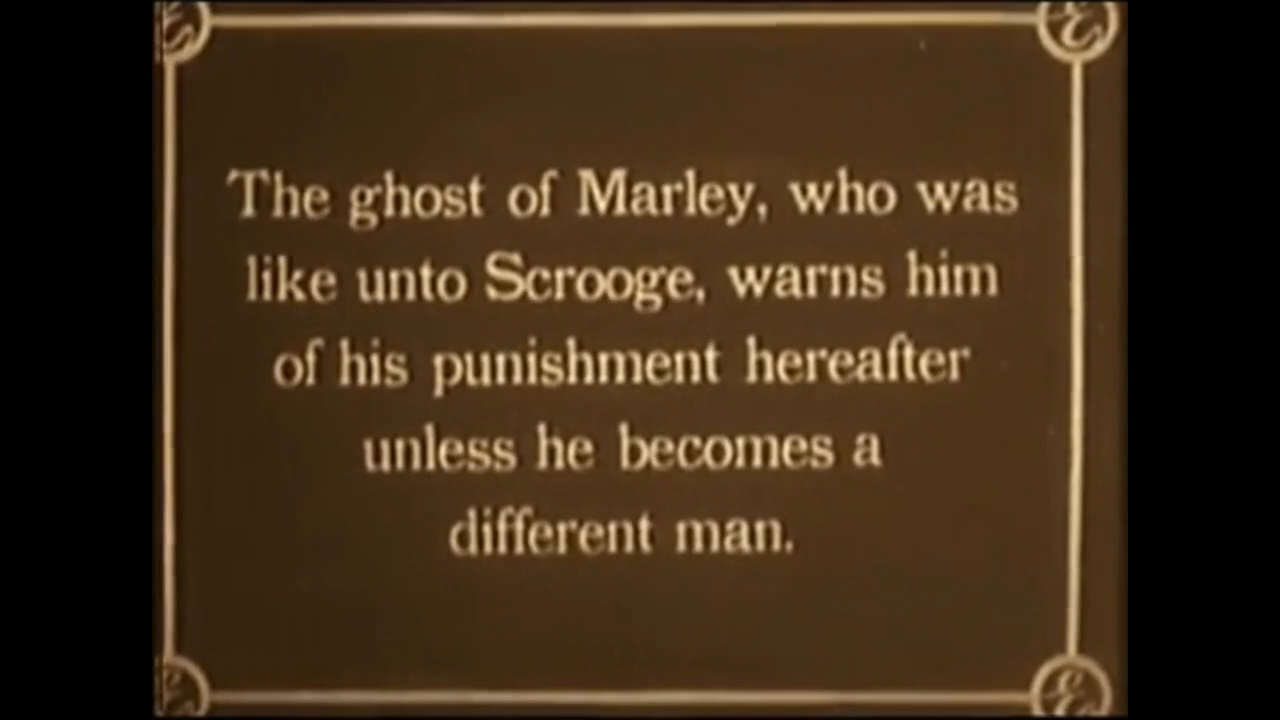 The ghost of Marley, who was
like unto Scrooge, warns him
of his punishment hereafter
unless he becomes a
different man.